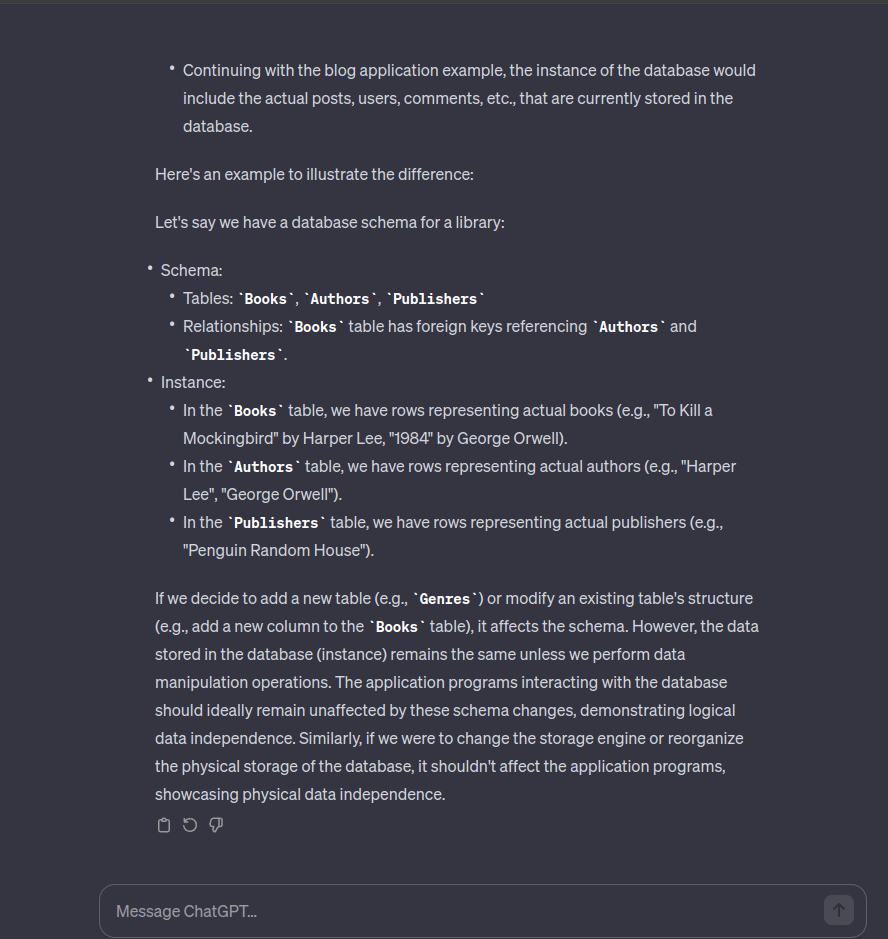 • Continuing with the blog application example, the instance of the database would
include the actual posts, users, comments, etc., that are currently stored in the
database.
Here's an example to illustrate the difference:
Let's say we have a database schema for a library:
• Schema:
• Tables: `Books`, `Authors`, `Publishers`
• Relationships: `Books` table has foreign keys referencing `Authors` and
`Publishers`.
• Instance:
• In the `Books` table, we have rows representing actual books (e.g., "To Kill a
Mockingbird" by Harper Lee, "1984" by George Orwell).
• In the `Authors` table, we have rows representing actual authors (e.g., "Harper
Lee", "George Orwell").
• In the `Publishers` table, we have rows representing actual publishers (e.g.,
"Penguin Random House").
If we decide to add a new table (e.g., `Genres`) or modify an existing table's structure
(e.g., add a new column to the `Books` table), it affects the schema. However, the data
stored in the database (instance) remains the same unless we perform data
manipulation operations. The application programs interacting with the database
should ideally remain unaffected by these schema changes, demonstrating logical
data independence. Similarly, if we were to change the storage engine or reorganize
the physical storage of the database, it shouldn't affect the application programs,
showcasing physical data independence.
Message ChatGPT...